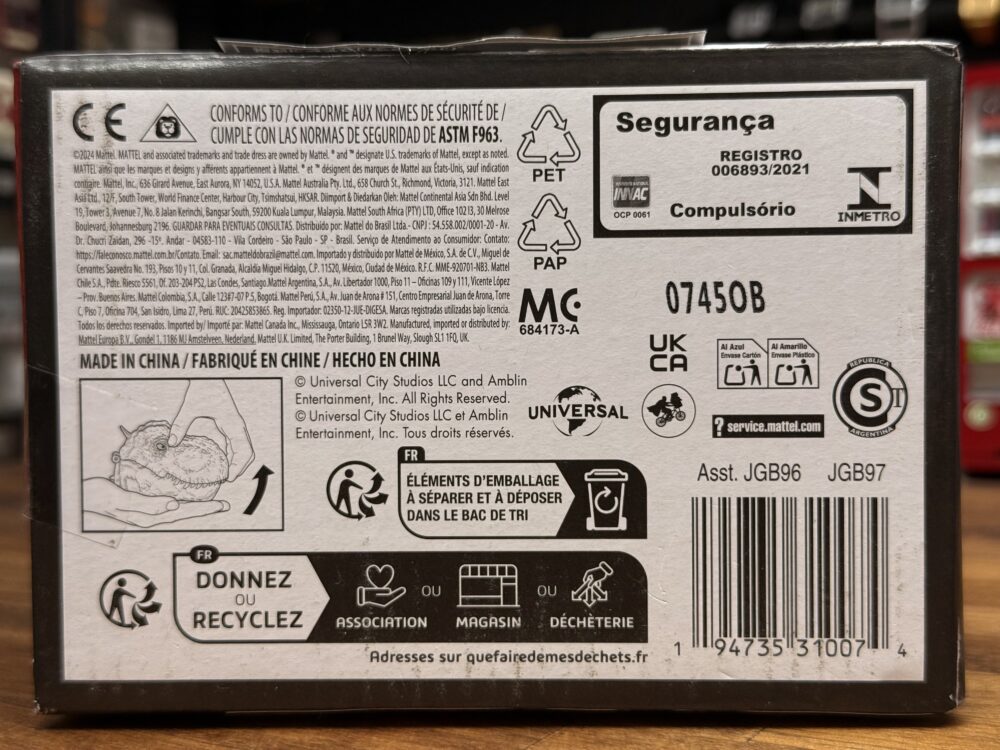 CE
CONFORMS TO / CONFORME AUX NORMES DE SÉCURITÉ DE /
CUMPLE CON LAS NORMAS DE SEGURIDAD DE ASTM F963.
©2024 Mattel. MATTEL and associated trademarks and trade dress are owned by Mattel. ® and ™ designate U.S. trademarks of Mattel, except as noted.
MATTEL ainsi que les marques et designs y afférents appartiennent à Mattel. ® et ™ désignent des marques de Mattel aux États-Unis, sauf indication
contraire. Mattel, Inc., 636 Girard Avenue, East Aurora, NY 14052, U.S.A. Mattel Australia Pty. Ltd., 658 Church St., Richmond, Victoria, 3121. Mattel East
Asia Ltd., 12/F, South Tower, World Finance Center, Harbour City, Tsimshatsui, HKSAR. Diimport & Diedarkan Oleh: Mattel Continental Asia Sdn Bhd. Level
19, Tower 3, Avenue 7, No. 8 Jalan Kerinchi, Bangsar South, 59200 Kuala Lumpur, Malaysia. Mattel South Africa (PTY) LTD, Office 102I3, 30 Melrose
Boulevard, Johannesburg 2196. GUARDAR PARA EVENTUAIS CONSULTAS. Distribuido por: Mattel do Brasil Ltda.- CNPJ : 54.558.002/0001-20 - Av.
Dr. Chucri Zaidan, 296 -15º. Andar - 04583-110 - Vila Cordeiro - São Paulo - SP - Brasil. Serviço de Atendimento ao Consumidor: Contato:
https://faleconosco.mattel.com.br/Contato. Email: sac.matteldobrazil@mattel.com. Importado y distribuido por Mattel de México, S.A. de C.V., Miguel de
Cervantes Saavedra No. 193, Pisos 10 y 11, Col. Granada, Alcaldía Miguel Hidalgo, C.P. 11520, México, Ciudad de México. R.F.C. MME-920701-NB3. Mattel
Chile S.A., Pdte. Riesco 5561, Of. 203-204 PS2, Las Condes, Santiago. Mattel Argentina, S.A., Av. Libertador 1000, Piso 11 – Oficinas 109 y 111, Vicente López
– Prov. Buenos Aires. Mattel Colombia, S.A., Calle 123#7-07 P.5, Bogotá. Mattel Perú, S.A., Av. Juan de Arona # 151, Centro Empresarial Juan de Arona, Torre
C, Piso 7, Oficina 704, San Isidro, Lima 27, Perú. RUC: 20425853865. Reg. Importador: 02350-12-JUE-DIGESA. Marcas registradas utilizadas bajo licencia.
Todos los derechos reservados. Imported by/ Importé par: Mattel Canada Inc., Mississauga, Ontario L5R 3W2. Manufactured, imported or distributed by:
Mattel Europa B.V., Gondel 1, 1186 MJ Amstelveen, Nederland, Mattel U.K. Limited, The Porter Building, 1 Brunel Way, Slough SL1 1FQ, UK.
MADE IN CHINA / FABRIQUÉ EN CHINE / HECHO EN CHINA
PET
PAP
MC
684173-A
Segurança
REGISTRO
006893/2021
INNAC
OCP 0061
Compulsório
INMETRO
0745OB
UK
CA
Al Azul
Envase Cartón
Al Amarillo
Envase Plástico
? service.mattel.com
REPUBLICA
S
ARGENTINA
© Universal City Studios LLC and Amblin
Entertainment, Inc. All Rights Reserved.
© Universal City Studios LLC et Amblin
Entertainment, Inc. Tous droits réservés.
UNIVERSAL
FR
ÉLÉMENTS D'EMBALLAGE
À SÉPARER ET À DÉPOSER
DANS LE BAC DE TRI
Asst. JGB96 JGB97
FR
DONNEZ
OU
RECYCLEZ
ASSOCIATION
OU
MAGASIN
OU
DÉCHÈTERIE
Adresses sur quefairedemesdechets.fr
1 94735 31007 4